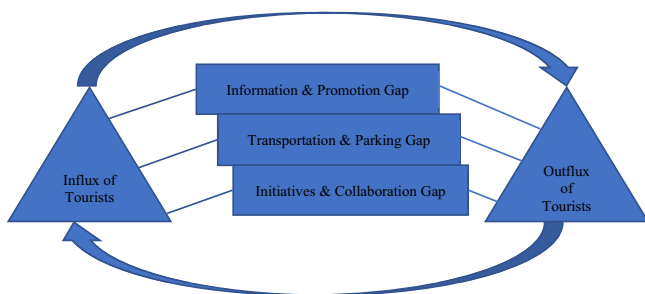 Information & Promotion Gap
Transportation & Parking Gap
Initiatives & Collaboration Gap
Influx of
Tourists
Outflux
of
Tourists